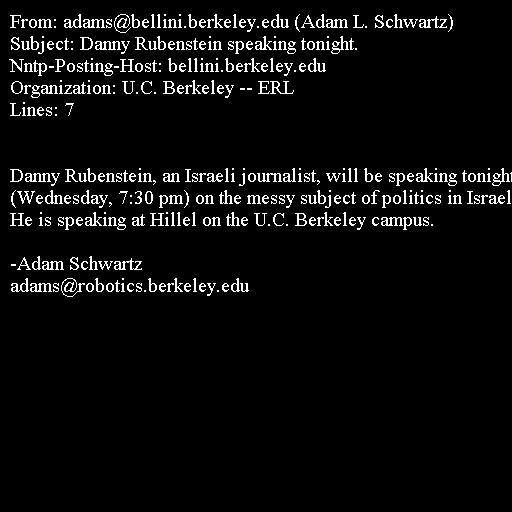 From: adams@bellini.berkeley.edu (Adam L. Schwartz)
Subject: Danny Rubenstein speaking tonight.
Nntp-Posting-Host: bellini.berkeley.edu
Organization: U.C. Berkeley -- ERL
Lines: 7
Danny Rubenstein, an Israeli journalist, will be speaking tonight
(Wednesday, 7:30 pm) on the messy subject of politics in Israel
He is speaking at Hillel on the U.C. Berkeley campus.
-Adam Schwartz
adams@robotics.berkeley.edu